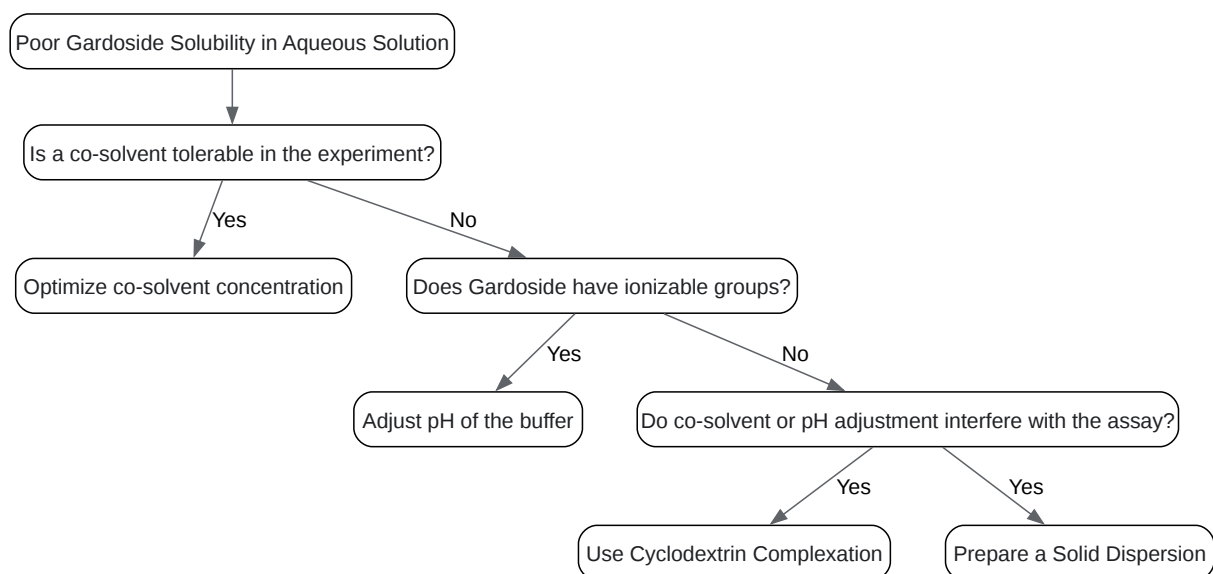 Poor Gardoside Solubility in Aqueous Solution
Is a co-solvent tolerable in the experiment?
Yes
No
Optimize co-solvent concentration
Does Gardoside have ionizable groups?
Yes
No
Adjust pH of the buffer
Do co-solvent or pH adjustment interfere with the assay?
Yes
Yes
Use Cyclodextrin Complexation
Prepare a Solid Dispersion